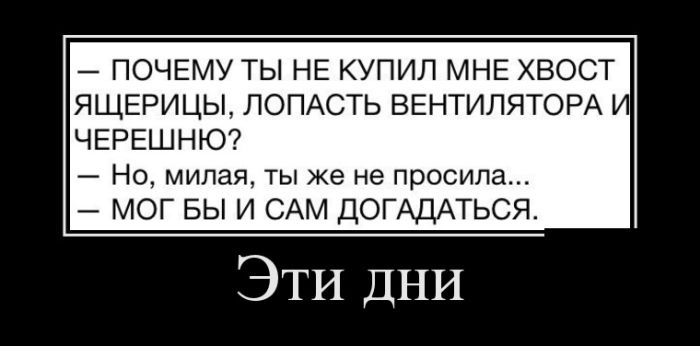 — ПОЧЕМУ ТЫ НЕ КУПИЛ МНЕ ХВОСТ
ЯЩЕРИЦЫ, ЛОПАСТЬ ВЕНТИЛЯТОРА И
ЧЕРЕШНЮ?
— Но, милая, ты же не просила...
— МОГ БЫ И САМ ДОГАДАТЬСЯ.
Эти дни